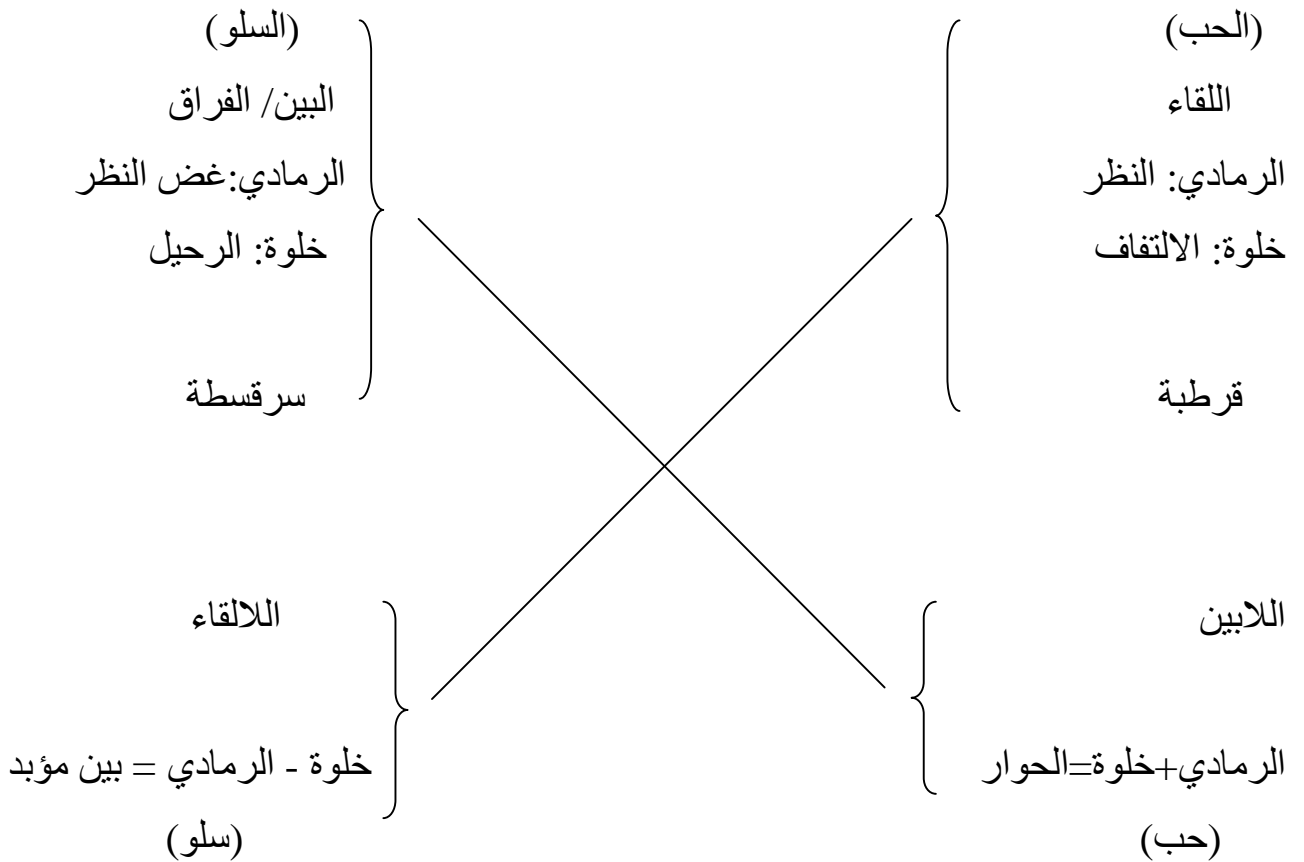 (الحب)
اللقاء
الرمادي: النظر
خلوة: الالتفاف
قرطبة
(السلو)
البين/ الفراق
الرمادي:غض النظر
خلوة: الرحيل
سرقسطة
اللابين
الرمادي+خلوة=الحوار
(حب)
اللالقاء
خلوة - الرمادي = بين مؤبد
(سلو)